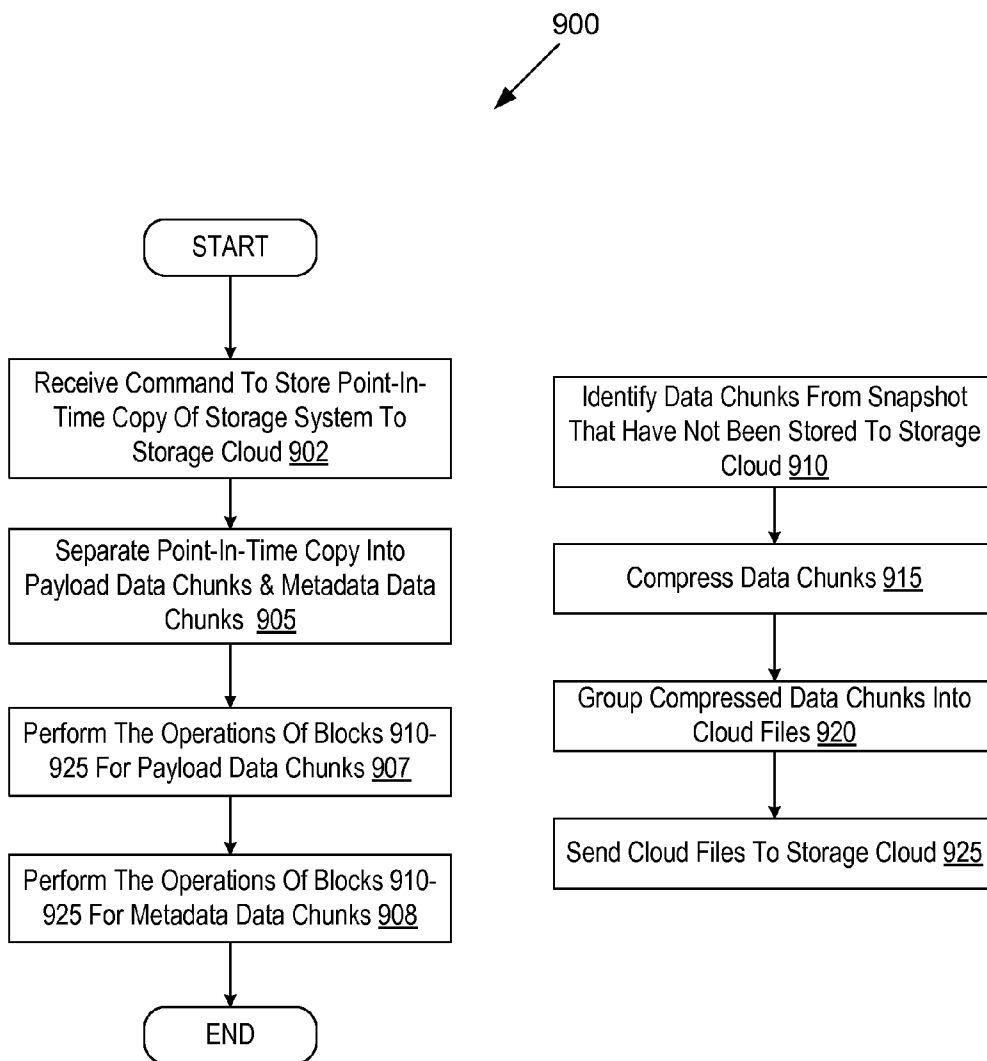 900
START
Receive Command To Store Point-In-
Time Copy Of Storage System To
Storage Cloud 902
Separate Point-In-Time Copy Into
Payload Data Chunks & Metadata Data
Chunks 905
Perform The Operations Of Blocks 910-
925 For Payload Data Chunks 907
Perform The Operations Of Blocks 910-
925 For Metadata Data Chunks 908
END
Identify Data Chunks From Snapshot
That Have Not Been Stored To Storage
Cloud 910
Compress Data Chunks 915
Group Compressed Data Chunks Into
Cloud Files 920
Send Cloud Files To Storage Cloud 925